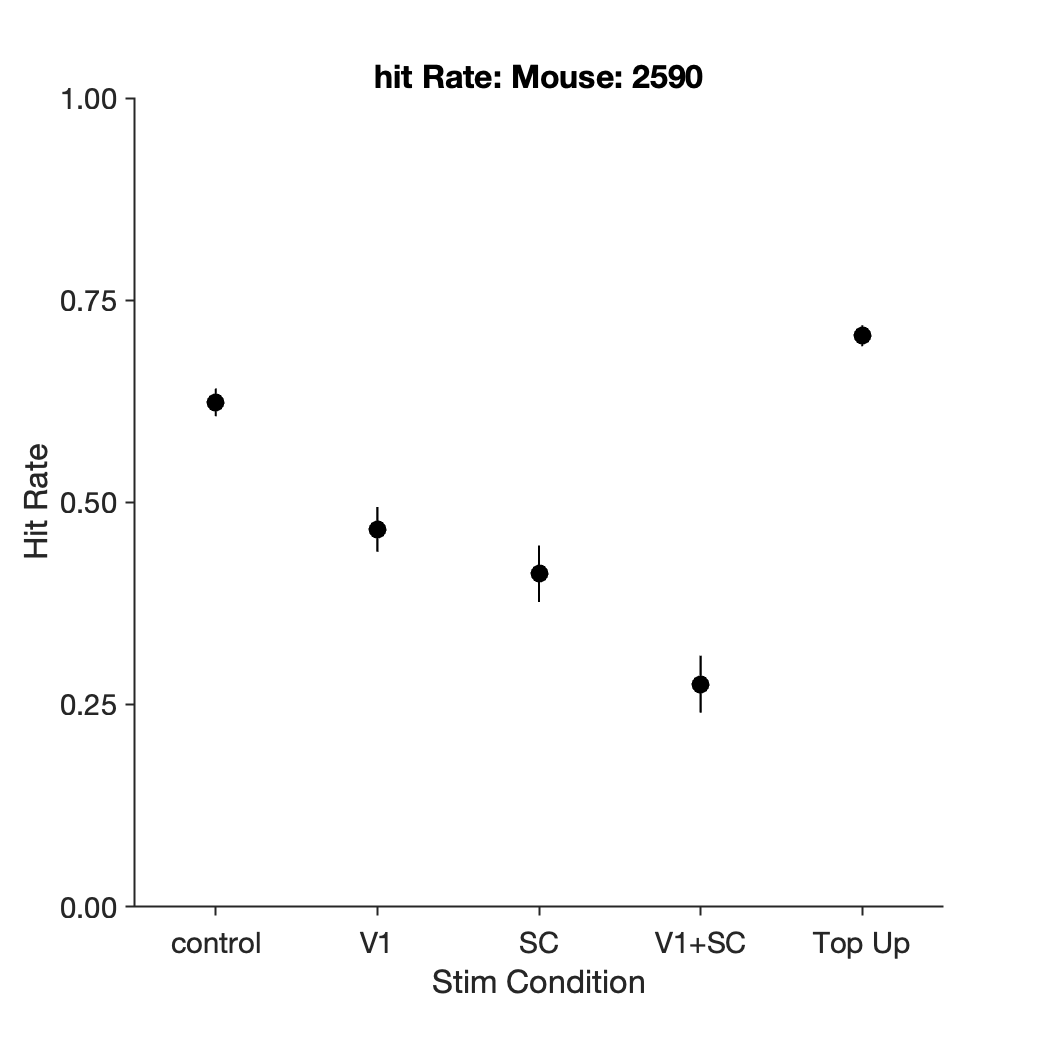 hit Rate: Mouse: 2590
1.00
0.75
0.50
0.25
0.00
Hit Rate
control V1 SC V1+SC Top Up
Stim Condition